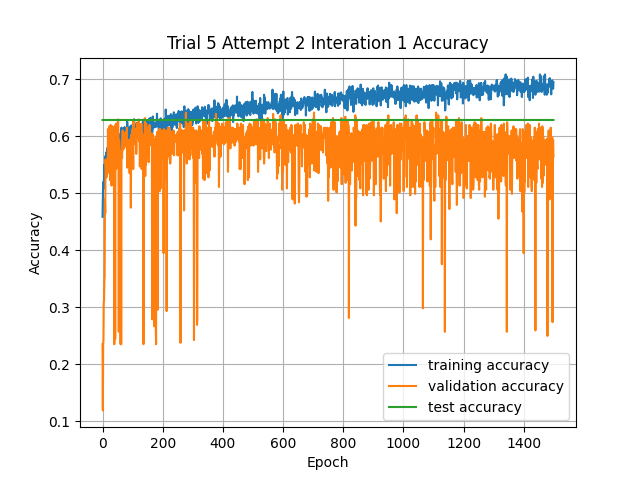 Trial 5 Attempt 2 Interation 1 Accuracy
0.7
0.6
0.5
0.4
0.3
0.2
0.1
Accuracy
training accuracy
validation accuracy
test accuracy
0 200 400 600 800 1000 1200 1400
Epoch